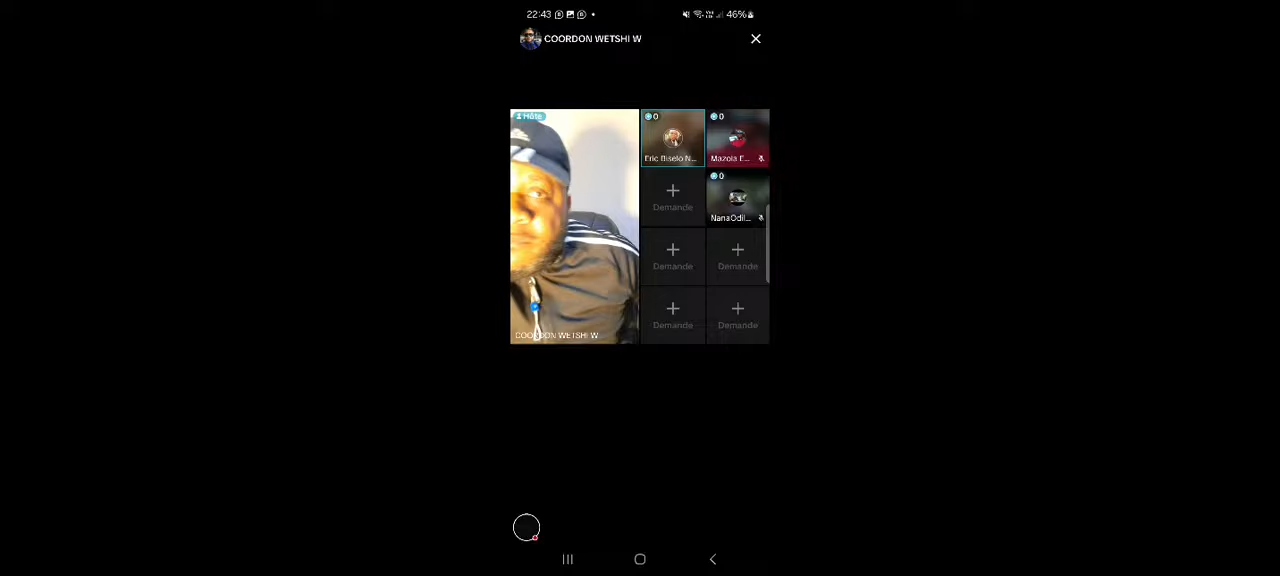 22:43
46%
COORDON WETSHI W
Hôte
0
Eric Biselo N...
0
Mazola E...
Demande
0
NanaOdil...
Demande
Demande
Demande
Demande
COORDON WETSHI W